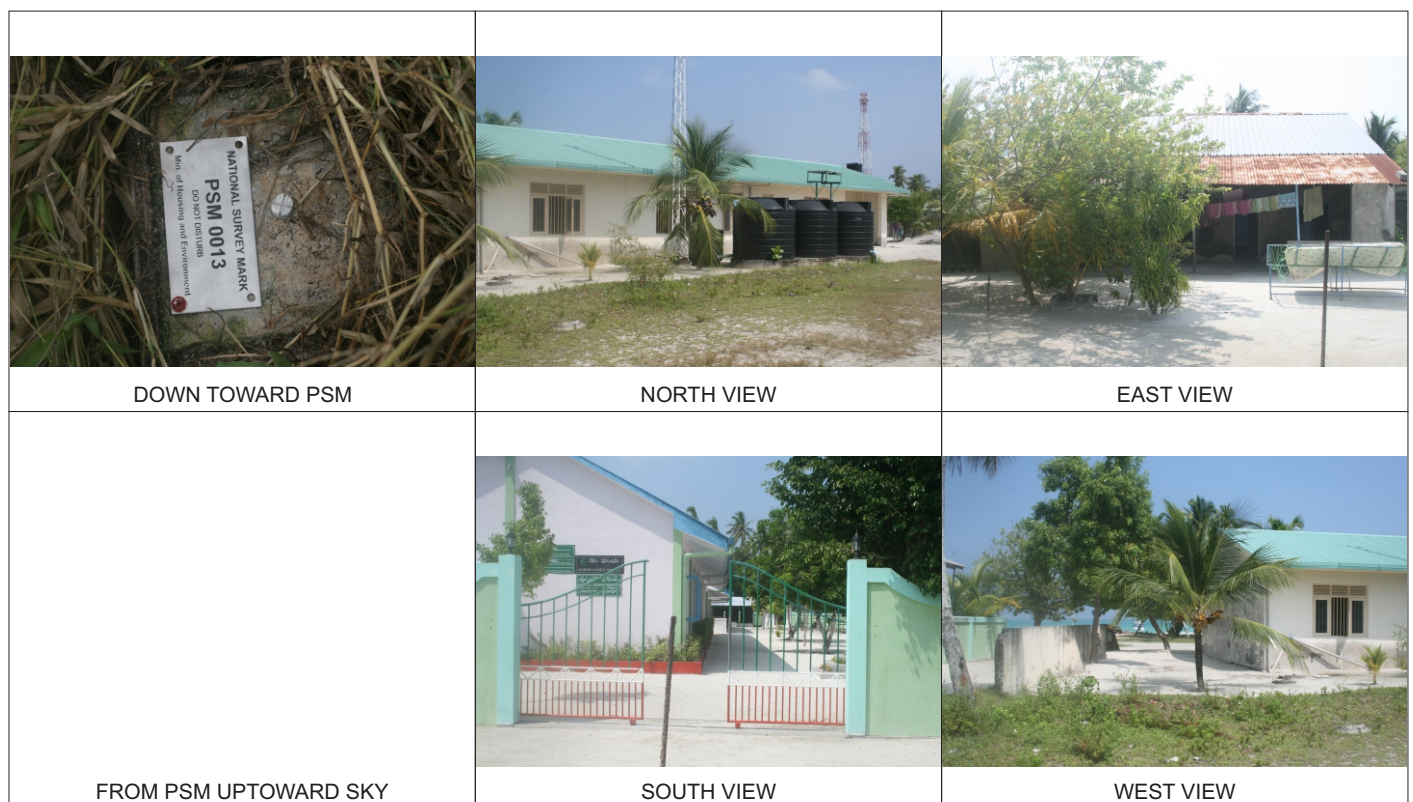 NATIONAL SURVEY MARK
PSM 0013
DO NOT DISTURB
Min. of Housing and Environment
DOWN TOWARD PSM
NORTH VIEW
EAST VIEW
FROM PSM UPTOWARD SKY
SOUTH VIEW
WEST VIEW